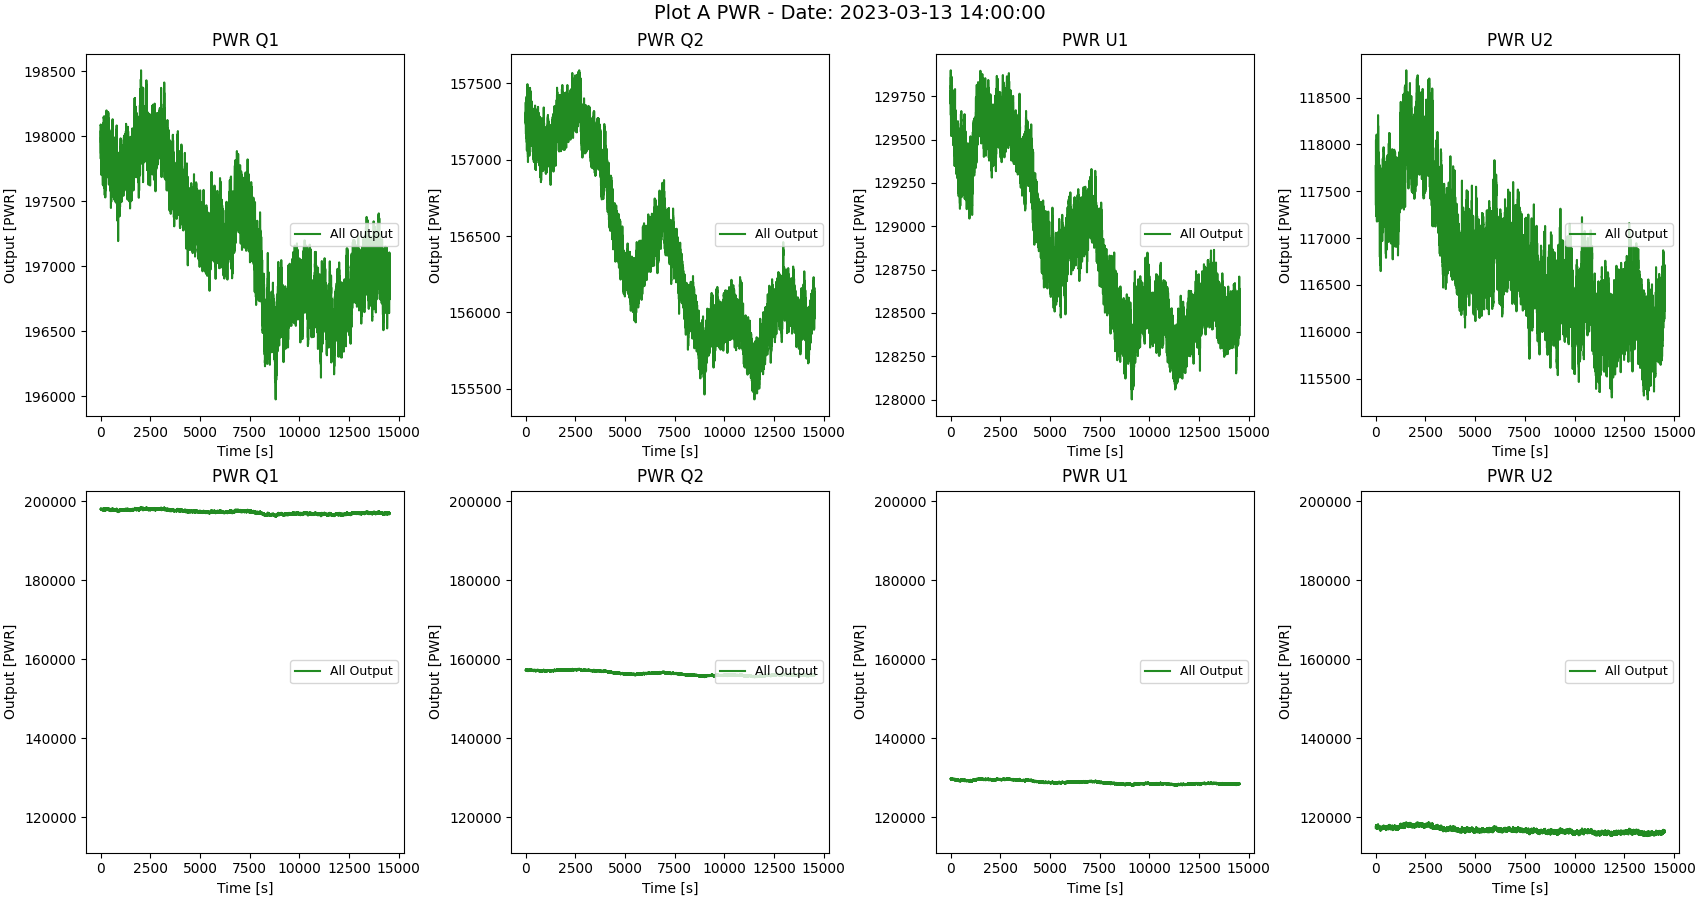 Plot A PWR - Date: 2023-03-13 14:00:00
PWR Q1
Output [PWR]
198500
198000
197500
197000
196500
196000
All Output
0 2500 5000 7500 10000 12500 15000
Time [s]
PWR Q2
Output [PWR]
157500
157000
156500
156000
155500
All Output
0 2500 5000 7500 10000 12500 15000
Time [s]
PWR U1
Output [PWR]
129750
129500
129250
129000
128750
128500
128250
128000
All Output
0 2500 5000 7500 10000 12500 15000
Time [s]
PWR U2
Output [PWR]
118500
118000
117500
117000
116500
116000
115500
All Output
0 2500 5000 7500 10000 12500 15000
Time [s]
PWR Q1
Output [PWR]
200000
180000
160000
140000
120000
All Output
0 2500 5000 7500 10000 12500 15000
Time [s]
PWR Q2
Output [PWR]
200000
180000
160000
140000
120000
All Output
0 2500 5000 7500 10000 12500 15000
Time [s]
PWR U1
Output [PWR]
200000
180000
160000
140000
120000
All Output
0 2500 5000 7500 10000 12500 15000
Time [s]
PWR U2
Output [PWR]
200000
180000
160000
140000
120000
All Output
0 2500 5000 7500 10000 12500 15000
Time [s]